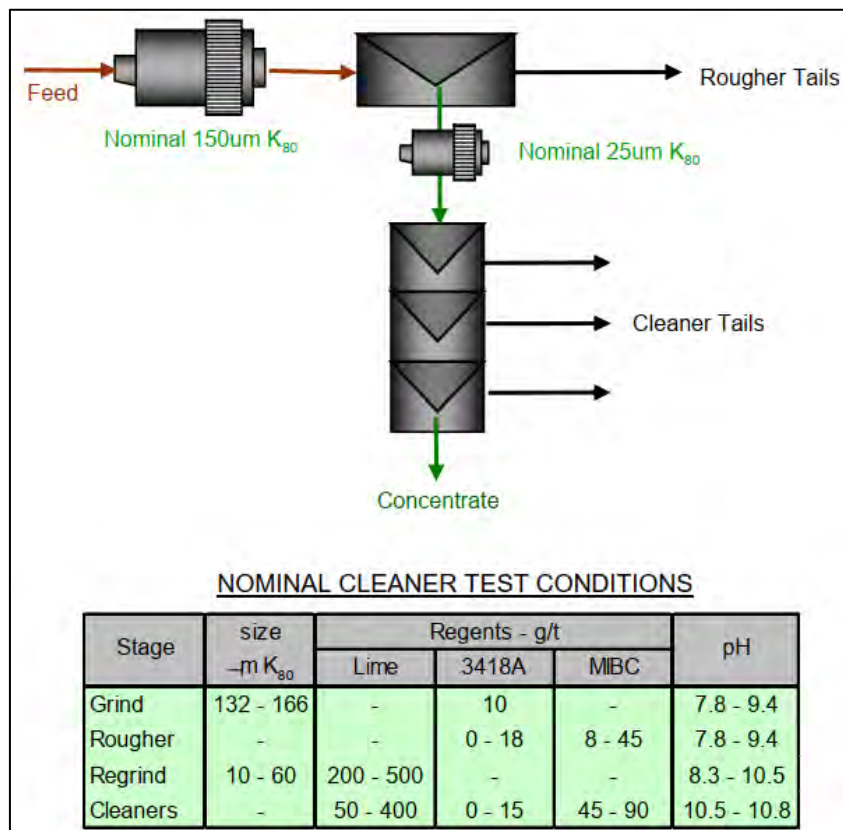 Feed
Rougher Tails
Nominal 150um K80
Nominal 25um K80
Cleaner Tails
Concentrate
NOMINAL CLEANER TEST CONDITIONS
Stage size Regents - g/t pH
–m K80 Lime 3418A MIBC
Grind 132 - 166 - 10 - 7.8 - 9.4
Rougher - - 0 - 18 8 - 45 7.8 - 9.4
Regrind 10 - 60 200 - 500 - - 8.3 - 10.5
Cleaners - 50 - 400 0 - 15 45 - 90 10.5 - 10.8